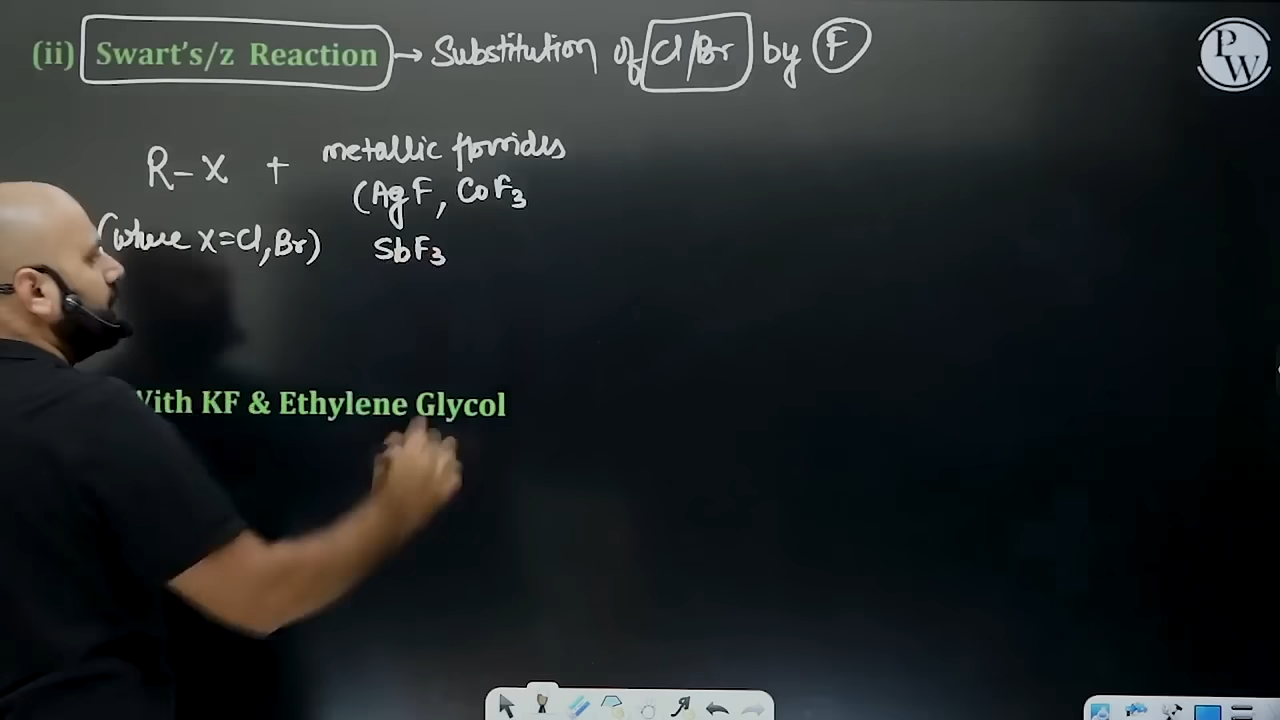 (ii) Swart's/z Reaction → Substitution of Cl/Br by F
PW
R-X + metallic flourides
(AgF, CoF3
(where X=Cl, Br) SbF3
With KF & Ethylene Glycol